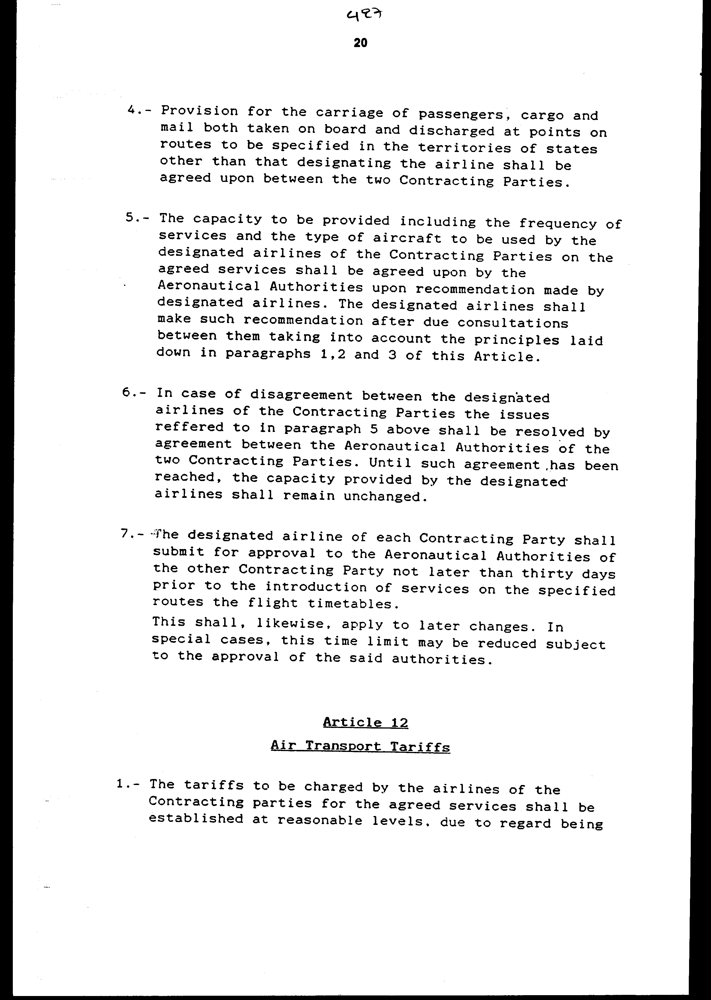 427
20
4.- Provision for the carriage of passengers, cargo and
mail both taken on board and discharged at points on
routes to be specified in the territories of states
other than that designating the airline shall be
agreed upon between the two Contracting Parties.
5.- The capacity to be provided including the frequency of
services and the type of aircraft to be used by the
designated airlines of the Contracting Parties on the
agreed services shall be agreed upon by the
Aeronautical Authorities upon recommendation made by
designated airlines. The designated airlines shall
make such recommendation after due consultations
between them taking into account the principles laid
down in paragraphs 1,2 and 3 of this Article.
6.- In case of disagreement between the designated
airlines of the Contracting Parties the issues
reffered to in paragraph 5 above shall be resolved by
agreement between the Aeronautical Authorities of the
two Contracting Parties. Until such agreement has been
reached, the capacity provided by the designated
airlines shall remain unchanged.
7.- The designated airline of each Contracting Party shall
submit for approval to the Aeronautical Authorities of
the other Contracting Party not later than thirty days
prior to the introduction of services on the specified
routes the flight timetables.
This shall, likewise, apply to later changes. In
special cases, this time limit may be reduced subject
to the approval of the said authorities.
Article 12
Air Transport Tariffs
1.- The tariffs to be charged by the airlines of the
Contracting parties for the agreed services shall be
established at reasonable levels, due to regard being